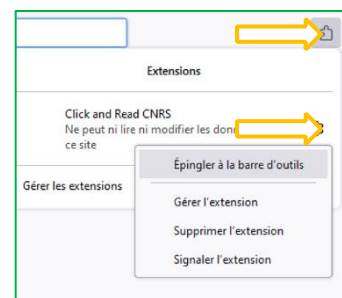 Extensions
Click and Read CNRS
Ne peut ni lire ni modifier les
ce site
Épingler à la barre d'outils
Gérer les extensions
Gérer l'extension
Supprimer l'extension
Signaler l'extension